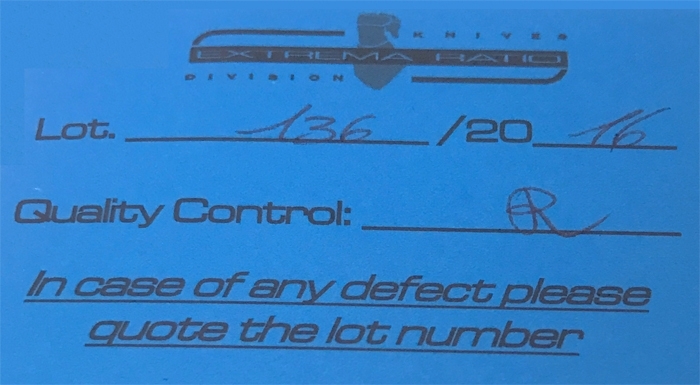 KNIVES
EXTREMA RATIO
DIVISION
Lot. 136 /20 16
Quality Control: R
In case of any defect please
quote the lot number